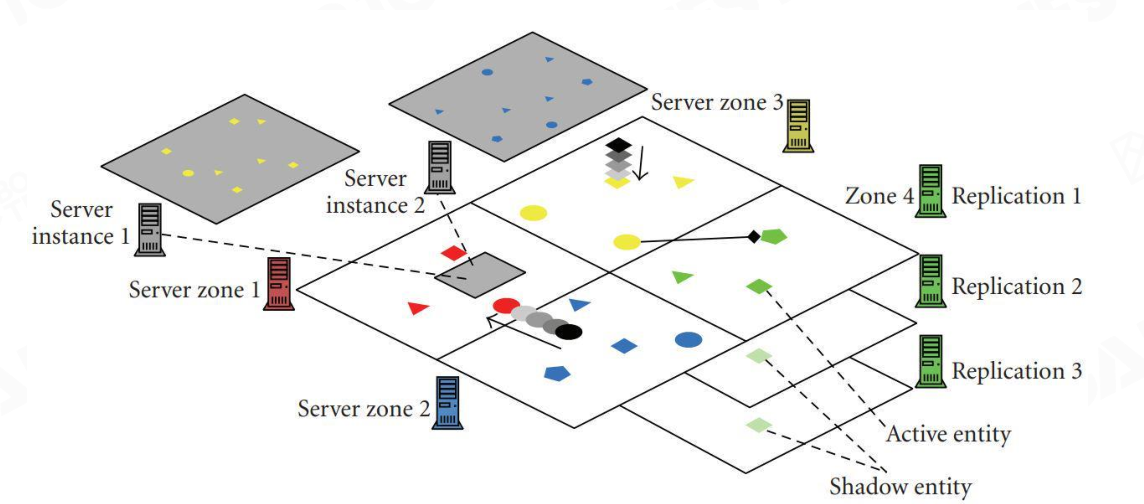 Server zone 3
Server
instance 2
Zone 4
Replication 1
Server
instance 1
Server zone 1
Replication 2
Replication 3
Server zone 2
Active entity
Shadow entity